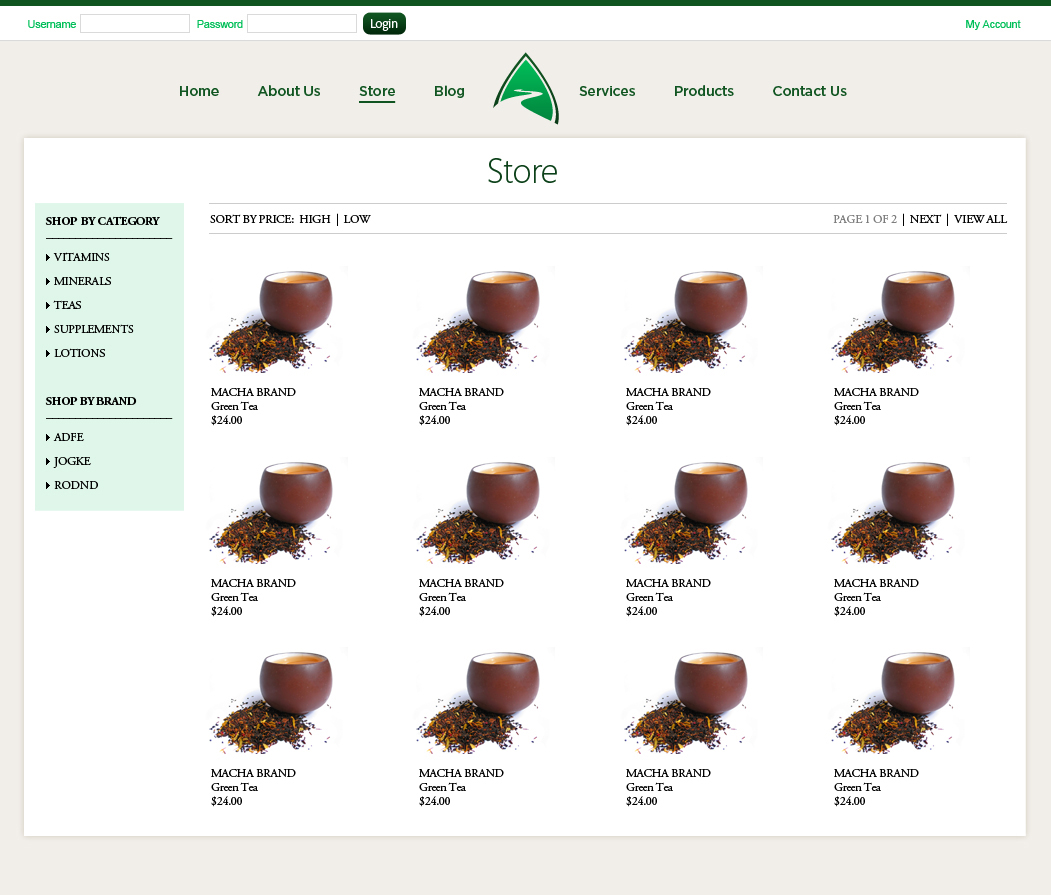 Username Password Login My Account
Home About Us Store Blog Services Products Contact Us
Store
SHOP BY CATEGORY
VITAMINS
MINERALS
TEAS
SUPPLEMENTS
LOTIONS
SHOP BY BRAND
ADFE
JOGKE
RODND
SORT BY PRICE: HIGH | LOW PAGE 1 OF 2 | NEXT | VIEW ALL
MACHA BRAND MACHA BRAND MACHA BRAND MACHA BRAND
Green Tea Green Tea Green Tea Green Tea
$24.00 $24.00 $24.00 $24.00
MACHA BRAND MACHA BRAND MACHA BRAND MACHA BRAND
Green Tea Green Tea Green Tea Green Tea
$24.00 $24.00 $24.00 $24.00
MACHA BRAND MACHA BRAND MACHA BRAND MACHA BRAND
Green Tea Green Tea Green Tea Green Tea
$24.00 $24.00 $24.00 $24.00